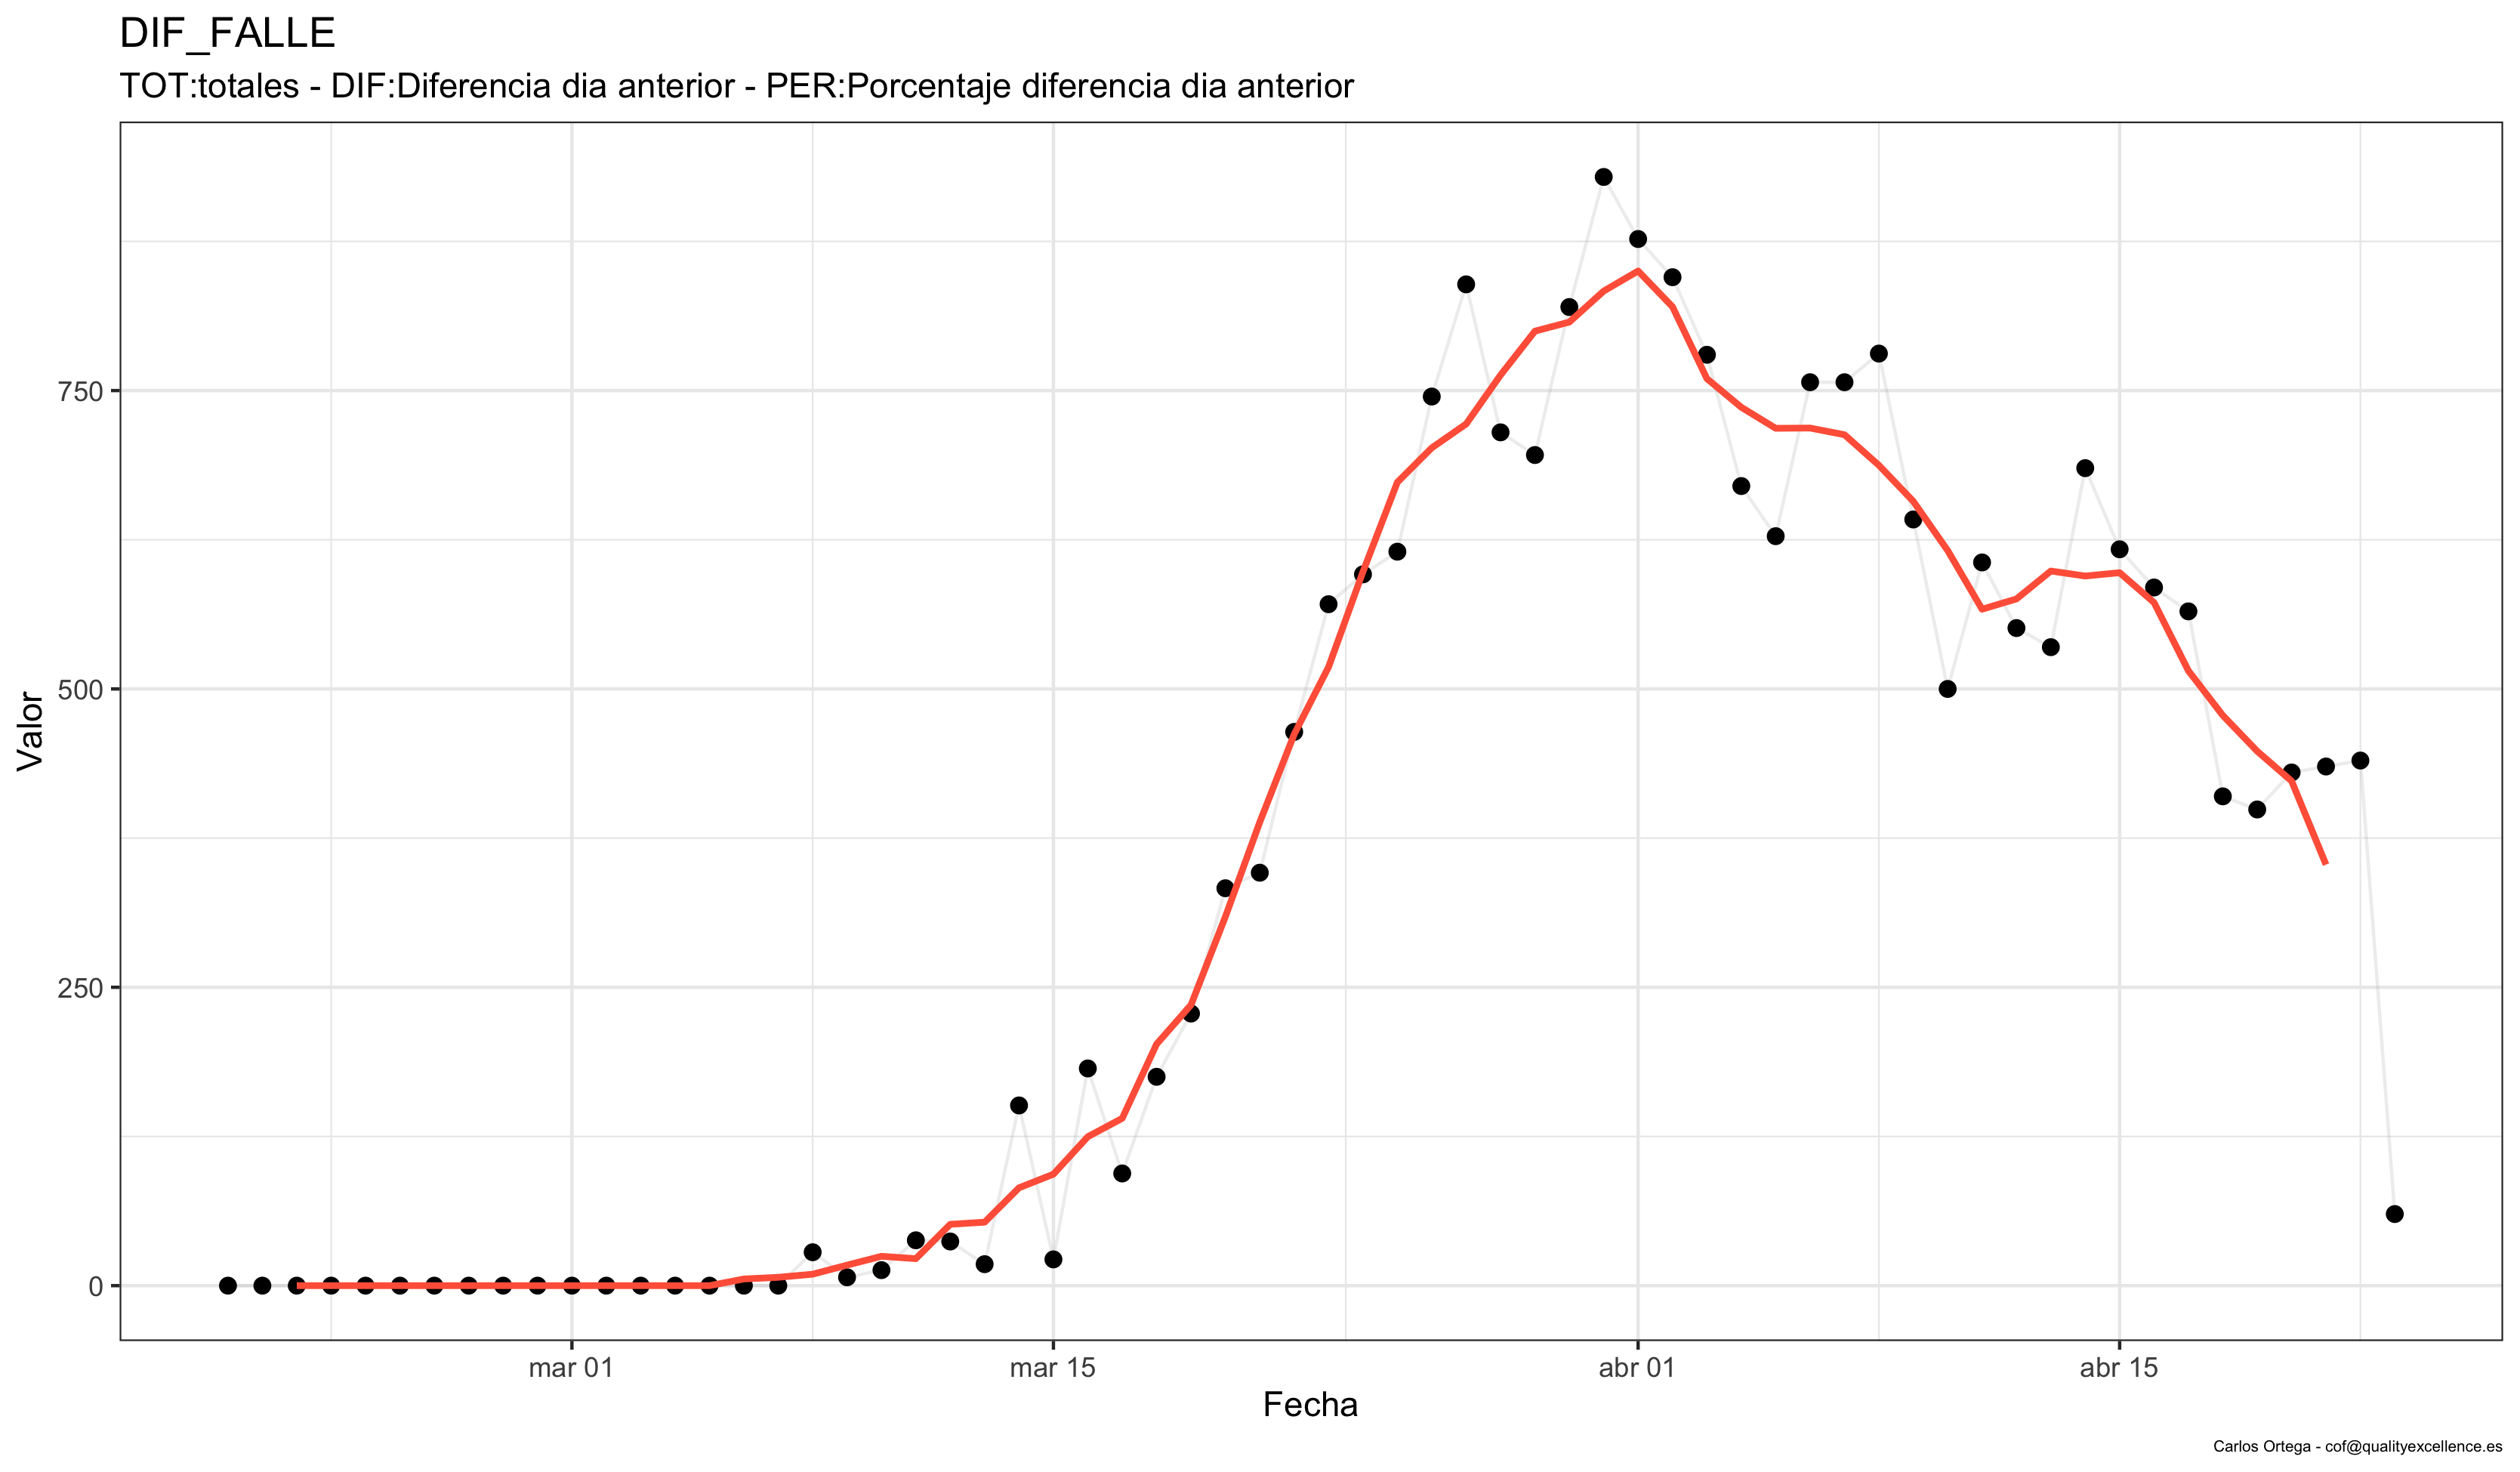 DIF_FALLE
TOT:totales - DIF:Diferencia dia anterior - PER:Porcentaje diferencia dia anterior
Valor
750
500
250
0
mar 01
mar 15
abr 01
abr 15
Fecha
Carlos Ortega - cof@qualityexcellence.es